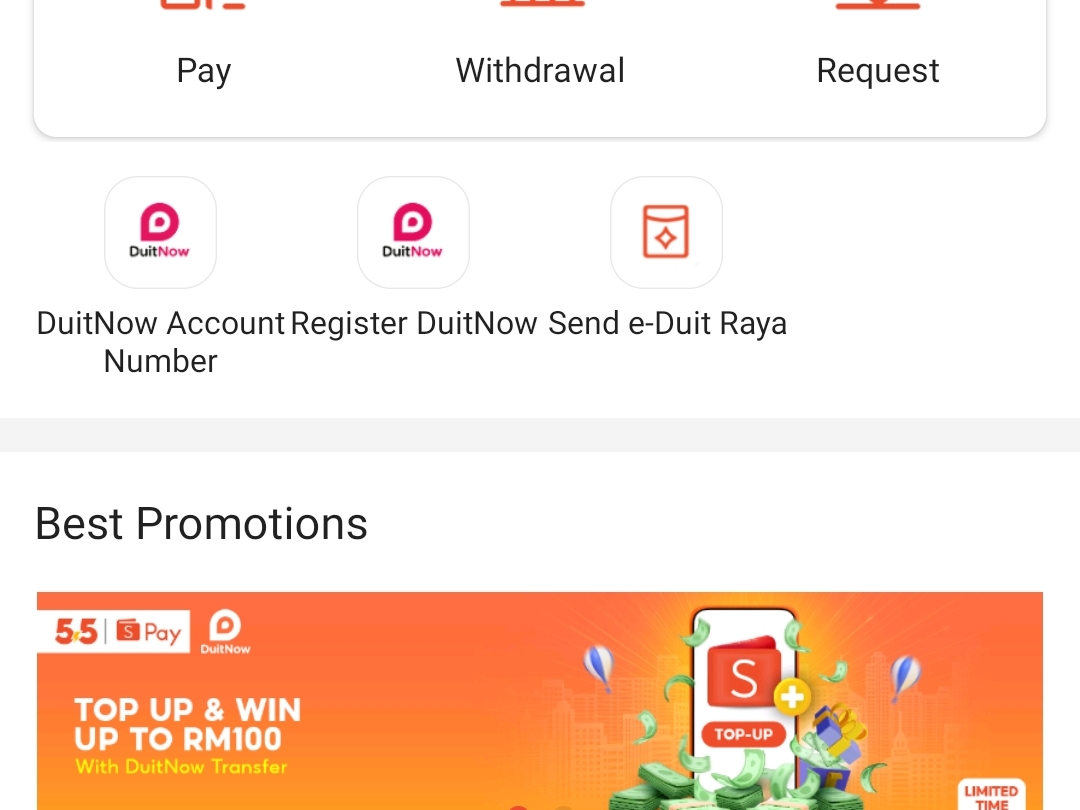 Pay
Withdrawal
Request
DuitNow
DuitNow
DuitNow Account
Number
Register DuitNow
Send e-Duit Raya
Best Promotions
5.5 | S Pay
DuitNow
TOP UP & WIN
UP TO RM100
With DuitNow Transfer
S
TOP-UP
LIMITED
TIME